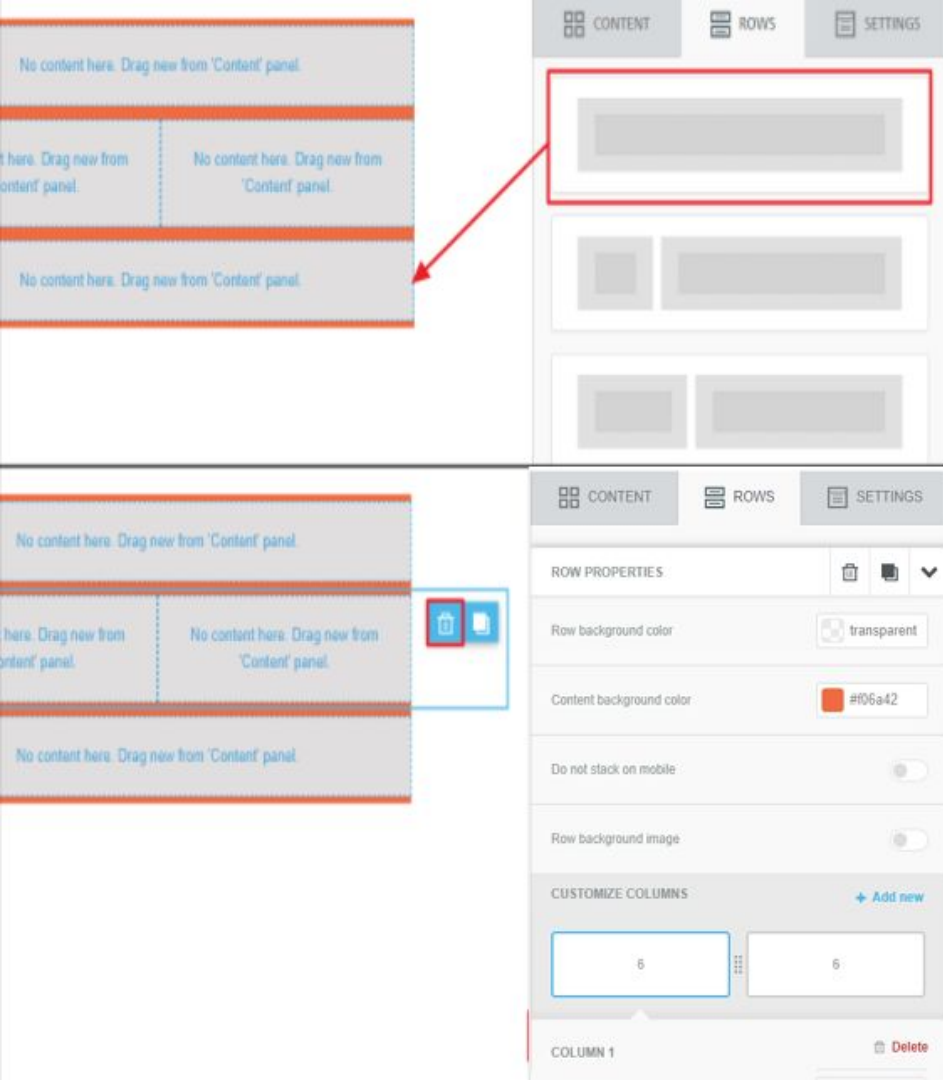 CONTENT
ROWS
SETTINGS
No content here. Drag new from 'Content' panel.
t here. Drag new from
ontent' panel.
No content here. Drag new from
'Content' panel.
No content here. Drag new from 'Content' panel.
CONTENT
ROWS
SETTINGS
No content here. Drag new from 'Content' panel.
here. Drag new from
ontent' panel.
No content here. Drag new from
'Content' panel.
No content here. Drag new from 'Content' panel.
ROW PROPERTIES
Row background color
transparent
Content background color
#f06a42
Do not stack on mobile
Row background image
CUSTOMIZE COLUMNS
+ Add new
6
6
COLUMN 1
Delete